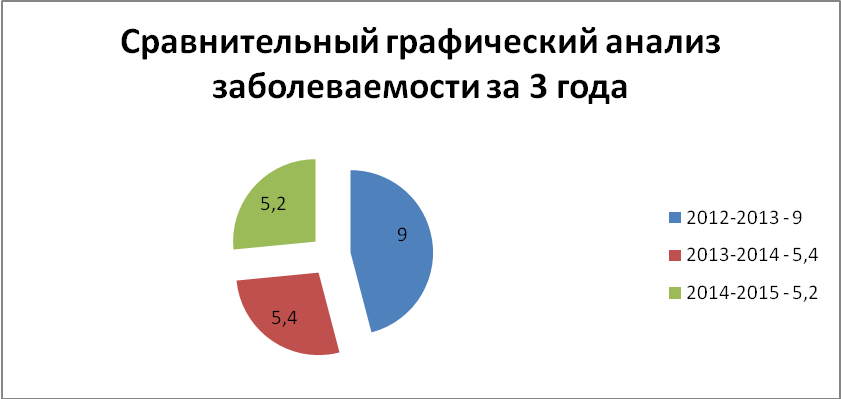 Сравнительный графический анализ
заболеваемости за 3 года
5,2
9
5,4
2012-2013 - 9
2013-2014 - 5,4
2014-2015 - 5,2